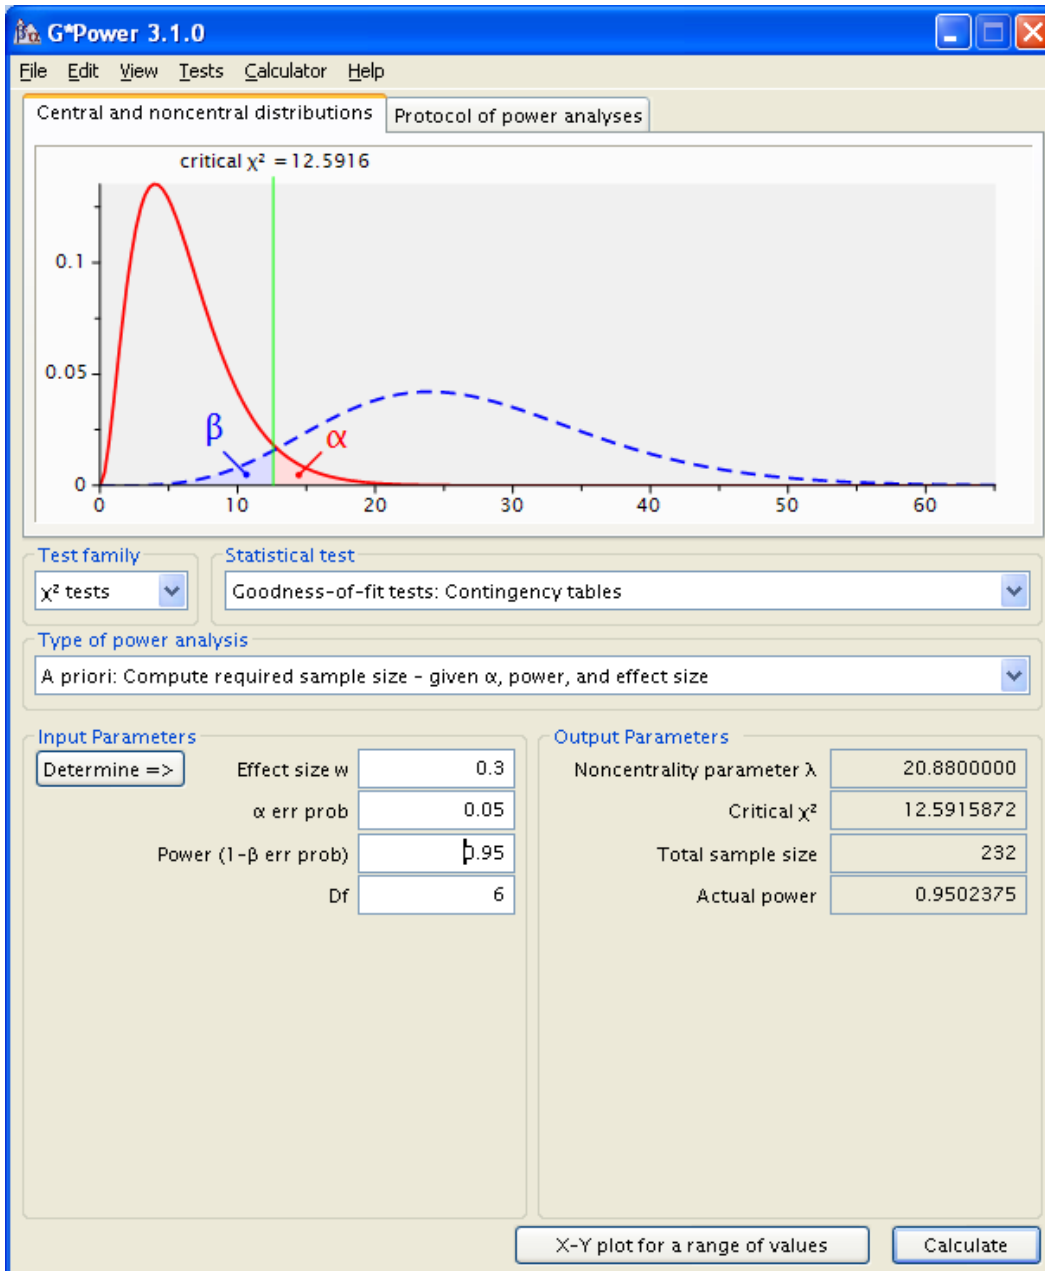 G*Power 3.1.0
File Edit View Tests Calculator Help
Central and noncentral distributions Protocol of power analyses
critical χ² = 12.5916
0.1
0.05
0
β
α
0 10 20 30 40 50 60
Test family Statistical test
χ² tests Goodness-of-fit tests: Contingency tables
Type of power analysis
A priori: Compute required sample size - given α, power, and effect size
Input Parameters Output Parameters
Determine => Effect size w 0.3 Noncentrality parameter λ 20.8800000
α err prob 0.05 Critical χ² 12.5915872
Power (1-β err prob) 0.95 Total sample size 232
Df 6 Actual power 0.9502375
X-Y plot for a range of values Calculate